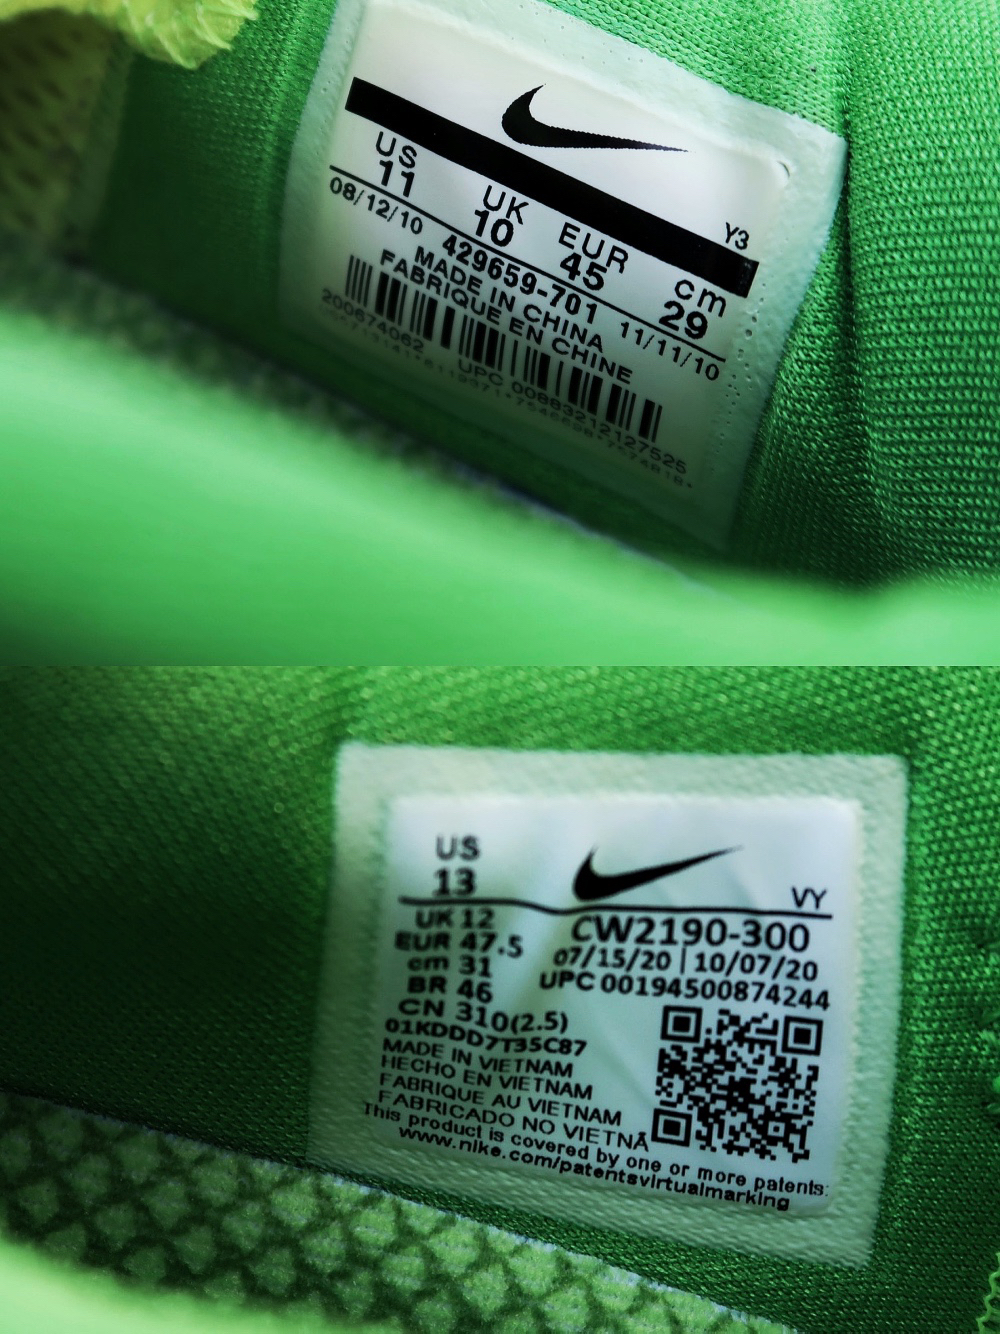 Y3
US UK EUR cm
11 10 45 29
08/12/10 429659-701 11/11/10
MADE IN CHINA
FABRIQUE EN CHINE
200674062
UPC 00883212127525
US
13
VY
UK 12
EUR 47.5
cm 31
BR 46
CN 310(2.5)
CW2190-300
07/15/20 | 10/07/20
UPC 00194500874244
01KDDD7T35C87
MADE IN VIETNAM
HECHO EN VIETNAM
FABRIQUE AU VIETNAM
FABRICADO NO VIETNÃ
This product is covered by one or more patents:
www.nike.com/patentsvirtualmarking